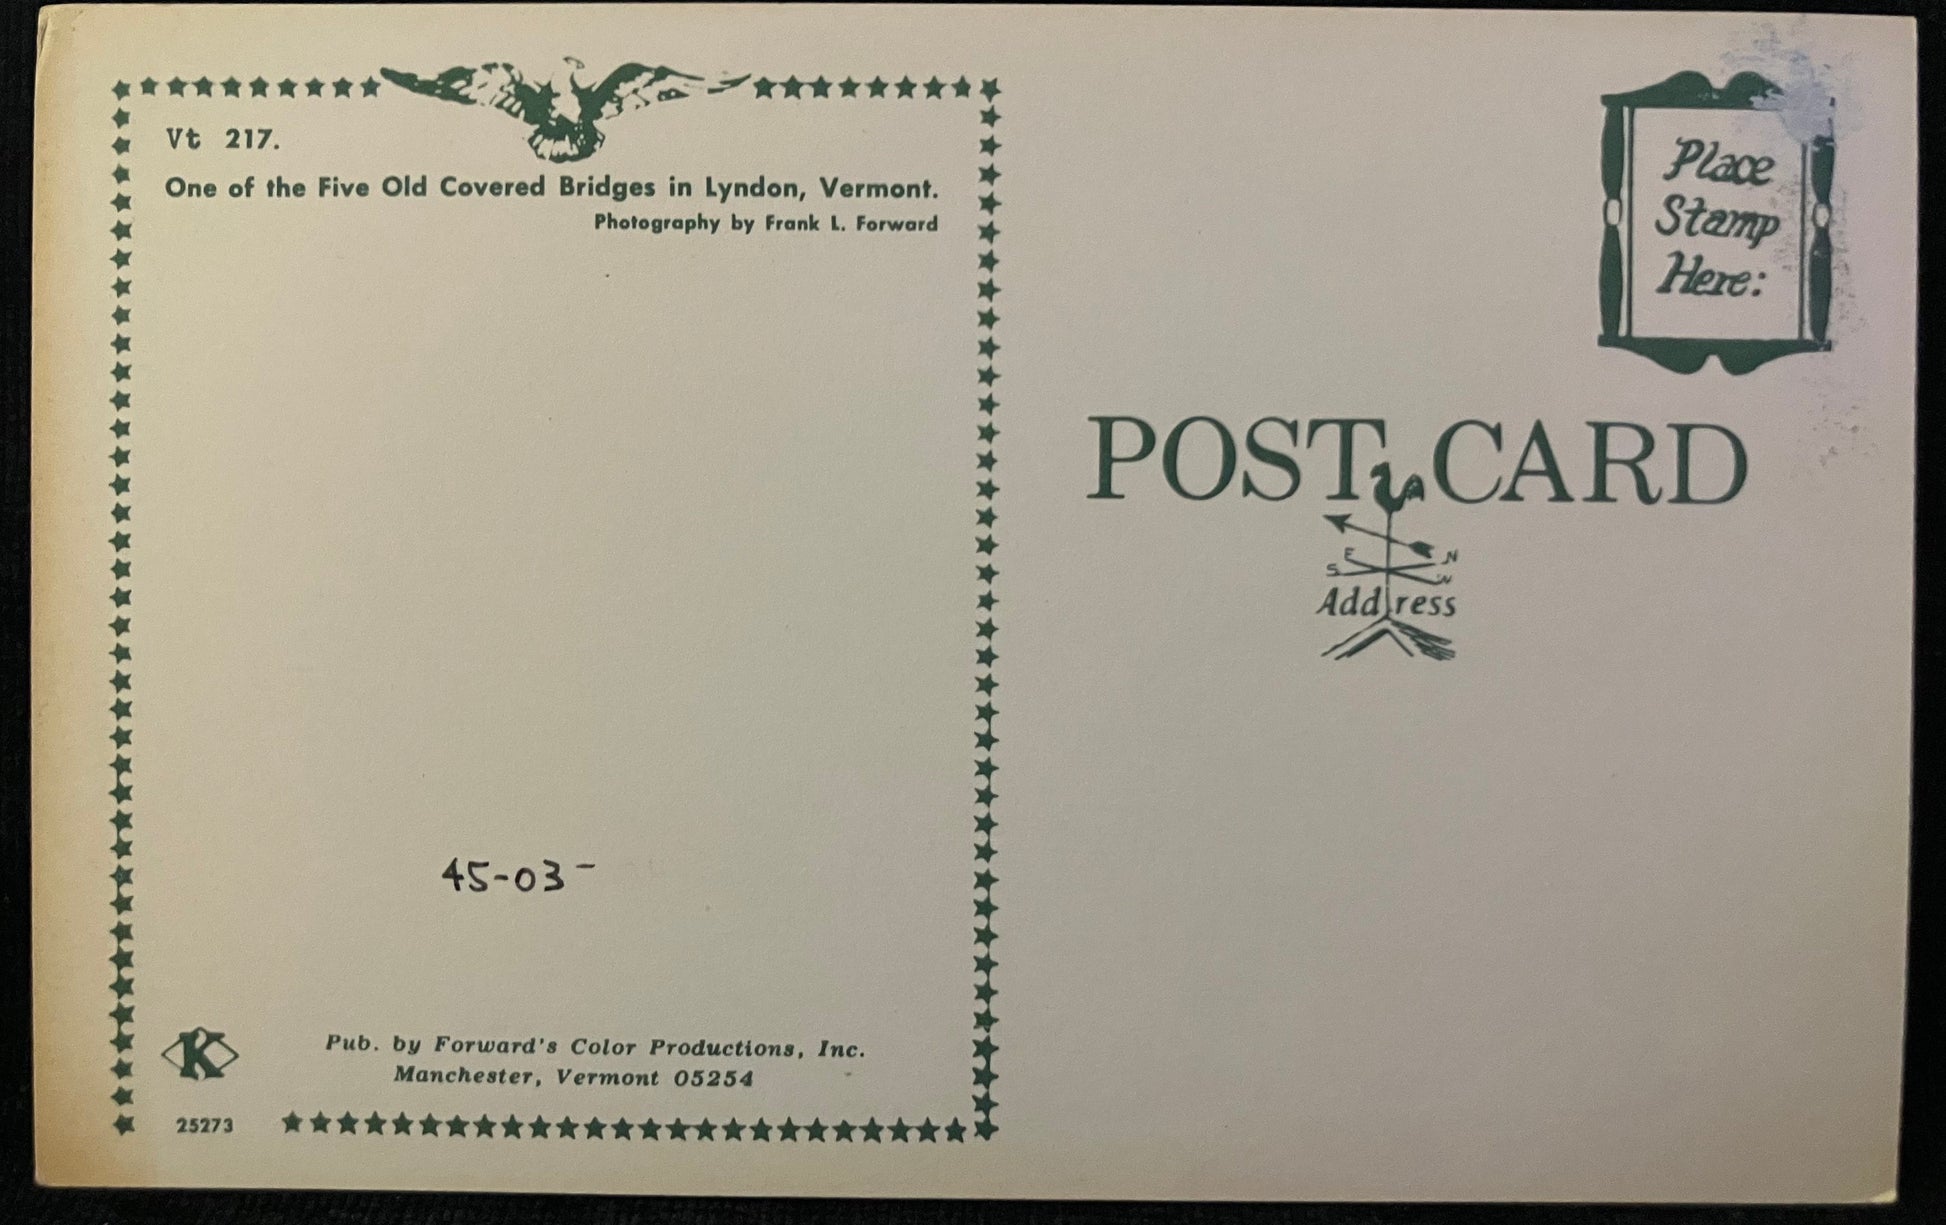 Vt 217.
One of the Five Old Covered Bridges in Lyndon, Vermont.
Photography by Frank L. Forward
45-03-
K
Pub. by Forward's Color Productions, Inc.
Manchester, Vermont 05254
25273
Place
Stamp
Here:
POST CARD
E N
S W
Address